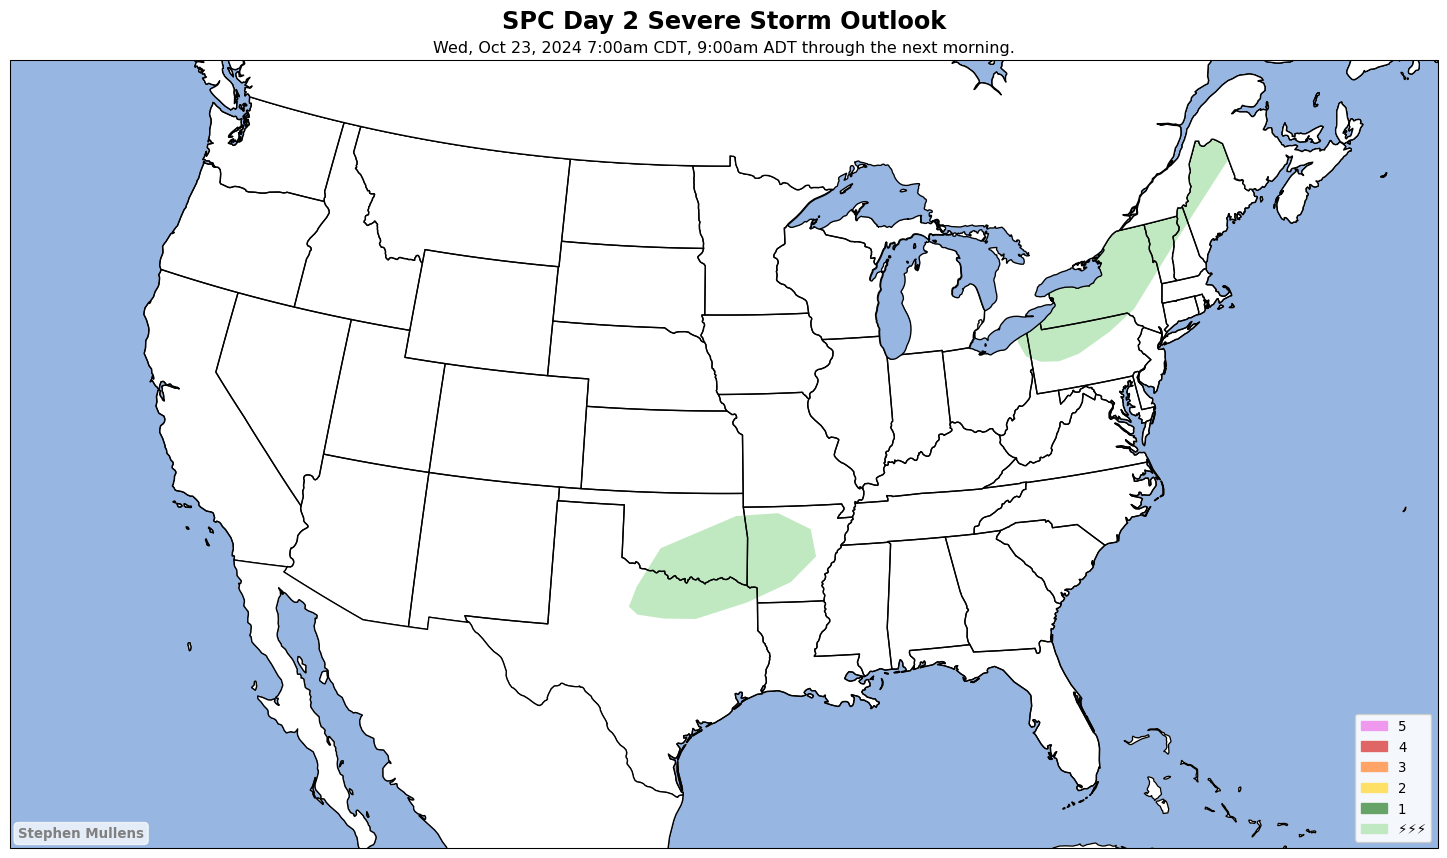 SPC Day 2 Severe Storm Outlook
Wed, Oct 23, 2024 7:00am CDT, 9:00am ADT through the next morning.
5
4
3
2
1
⚡⚡⚡
Stephen Mullens